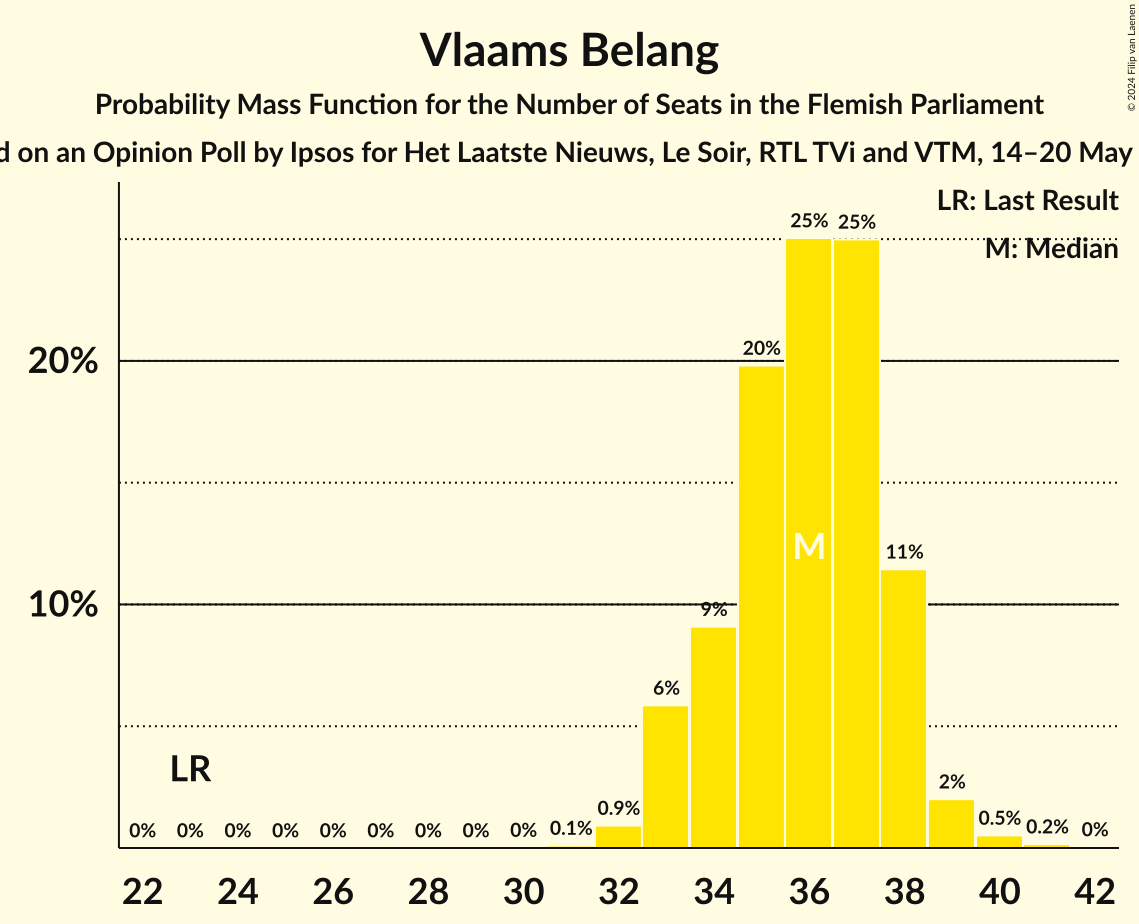 © 2024 Filip van Laenen
Vlaams Belang
Probability Mass Function for the Number of Seats in the Flemish Parliament
on an Opinion Poll by Ipsos for Het Laatste Nieuws, Le Soir, RTL TVi and VTM, 14–20 May
LR: Last Result
M: Median
25% 25%
20% 20%
M
11%
10% 9%
6%
LR
2%
0% 0% 0% 0% 0% 0% 0% 0% 0% 0.1% 0.9% 0.5% 0.2% 0%
22 24 26 28 30 32 34 36 38 40 42